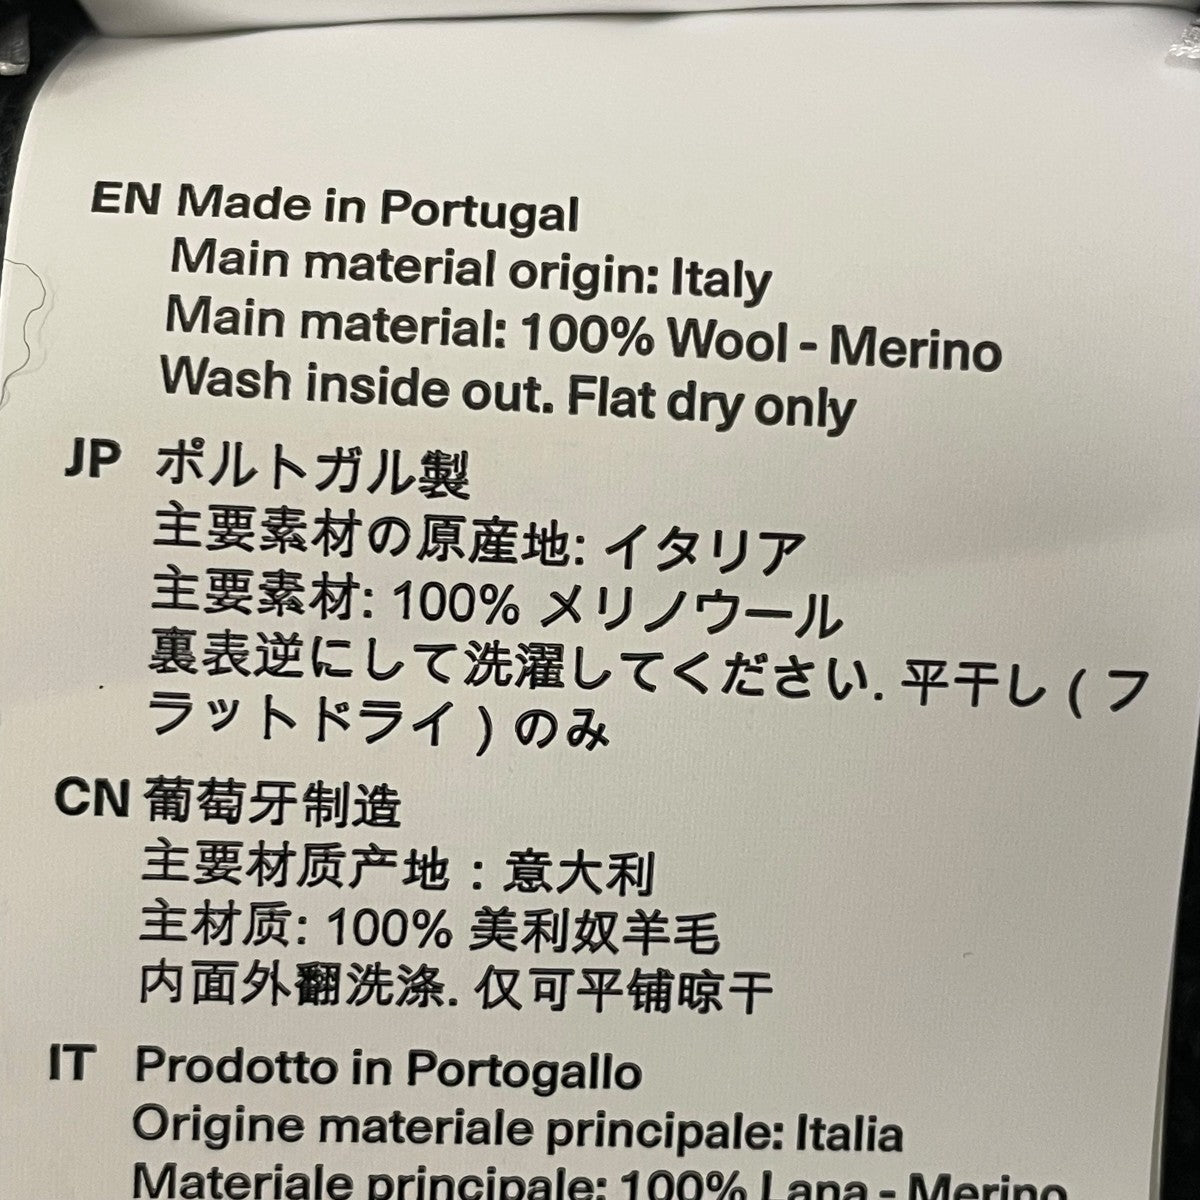 EN Made in Portugal
Main material origin: Italy
Main material: 100% Wool - Merino
Wash inside out. Flat dry only
JP ポルトガル製
主要素材の原産地: イタリア
主要素材: 100% メリノウール
裏表逆にして洗濯してください. 平干し ( フ
ラットドライ ) のみ
CN 葡萄牙制造
主要材质产地 : 意大利
主材质: 100% 美利奴羊毛
内面外翻洗涤. 仅可平铺晾干
IT Prodotto in Portogallo
Origine materiale principale: Italia
Materiale principale: 100% Lana - Merino